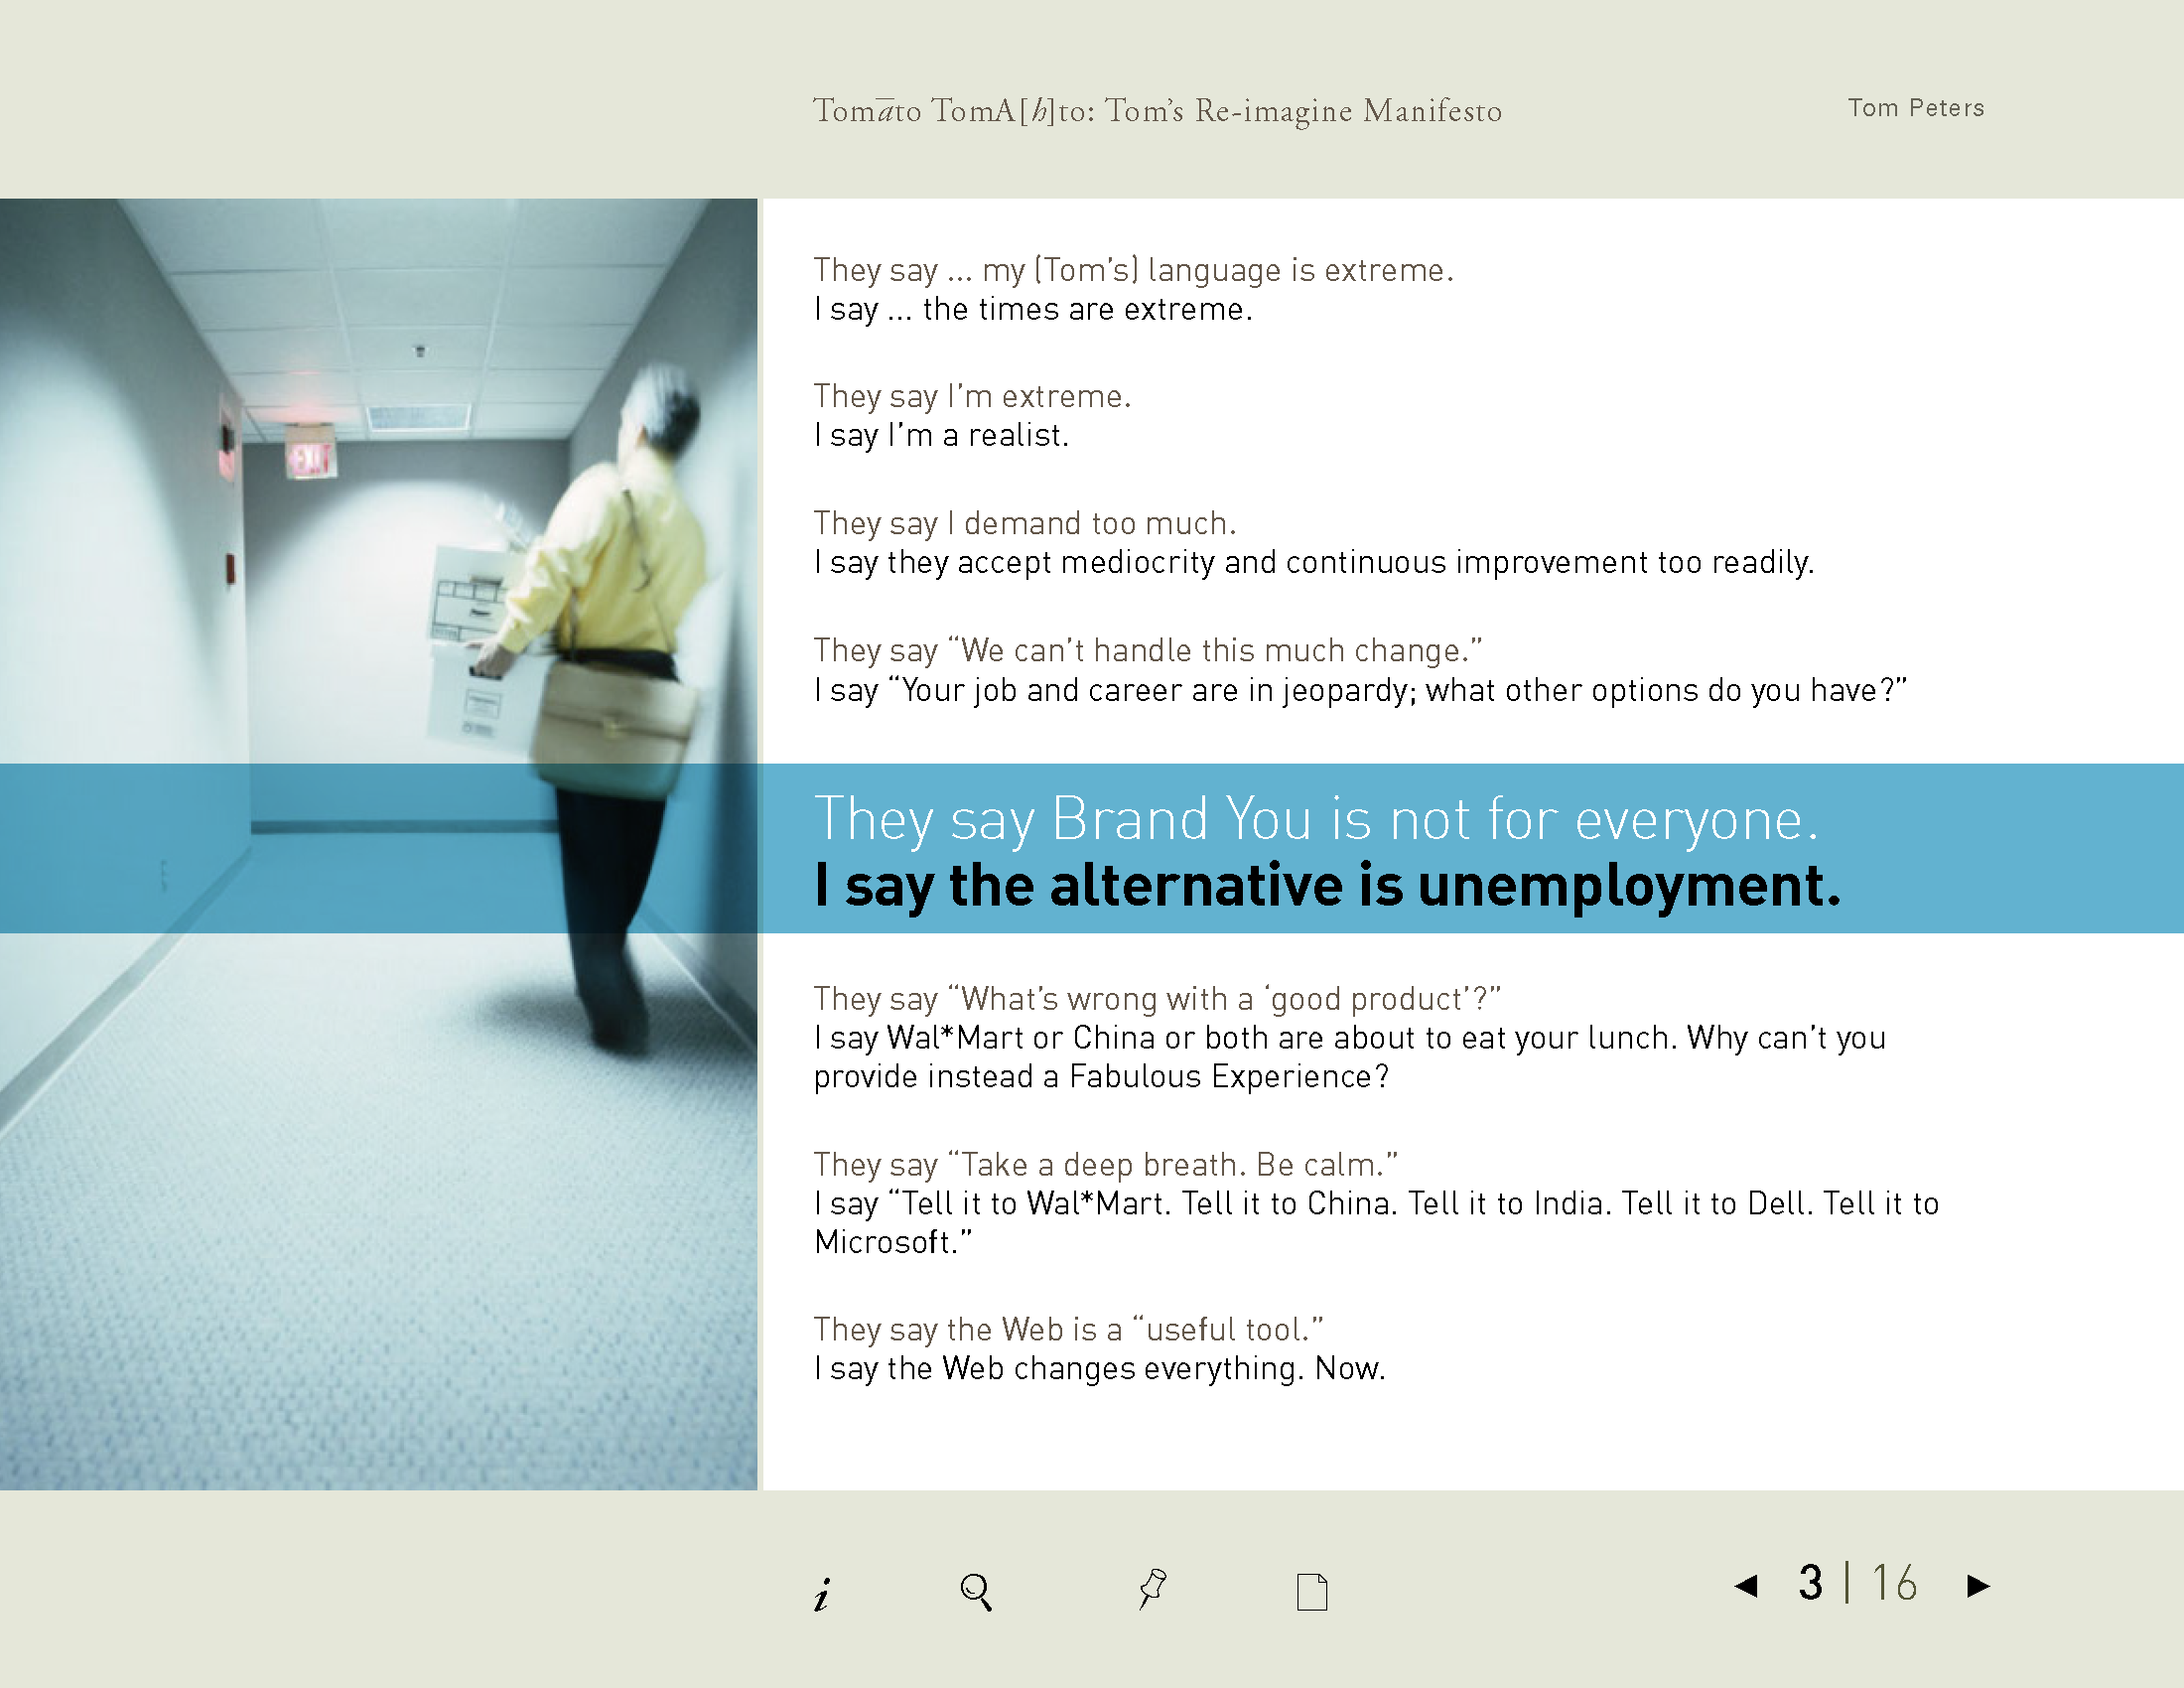 Tomāto TomA[h]to: Tom’s Re-imagine Manifesto
Tom Peters
They say ... my (Tom’s) language is extreme.
I say ... the times are extreme.
They say I’m extreme.
I say I’m a realist.
They say I demand too much.
I say they accept mediocrity and continuous improvement too readily.
They say “We can’t handle this much change.”
I say “Your job and career are in jeopardy; what other options do you have?”
They say Brand You is not for everyone.
I say the alternative is unemployment.
They say “What’s wrong with a ‘good product’?”
I say Wal*Mart or China or both are about to eat your lunch. Why can’t you
provide instead a Fabulous Experience?
They say “Take a deep breath. Be calm.”
I say “Tell it to Wal*Mart. Tell it to China. Tell it to India. Tell it to Dell. Tell it to
Microsoft.”
They say the Web is a “useful tool.”
I say the Web changes everything. Now.
EXIT
i
3 | 16